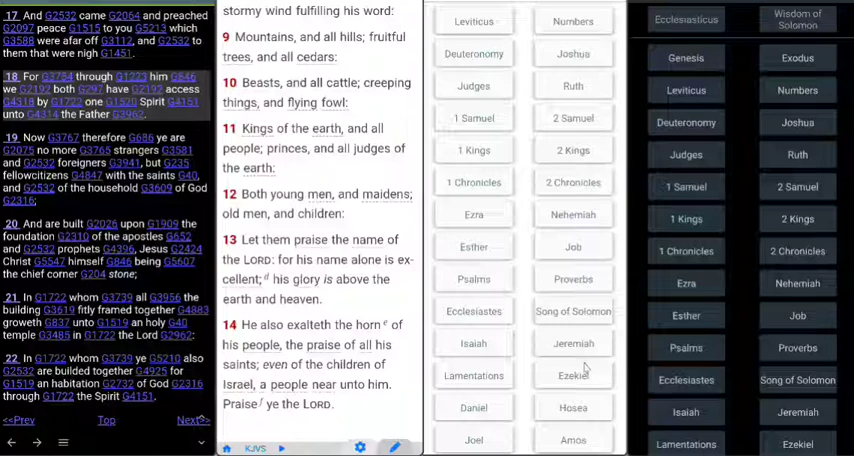 17 And G2532 came G2064 and preached
G2097 peace G1515 to you G5213 which
G3588 were afar off G3112, and G2532 to
them that were nigh G1451.
18 For G3754 through G1223 him G846
we G2192 both G297 have G2192 access
G4318 by G1722 one G1520 Spirit G4151
unto G4314 the Father G3962.
19 Now G3767 therefore G686 ye are
G2075 no more G3765 strangers G3581
and G2532 foreigners G3941, but G235
fellowcitizens G4847 with the saints G40,
and G2532 of the household G3609 of God
G2316;
20 And are built G2026 upon G1909 the
foundation G2310 of the apostles G652
and G2532 prophets G4396, Jesus G2424
Christ G5547 himself G846 being G5607
the chief corner G204 stone;
21 In G1722 whom G3739 all G3956 the
building G3619 fitly framed together G4883
groweth G837 unto G1519 an holy G40
temple G3485 in G1722 the Lord G2962:
22 In G1722 whom G3739 ye G5210 also
G2532 are builded together G4925 for
G1519 an habitation G2732 of God G2316
through G1722 the Spirit G4151.
<<Prev Top Next>>
stormy wind fulfilling his word:
9 Mountains, and all hills; fruitful
trees, and all cedars:
10 Beasts, and all cattle; creeping
things, and flying fowl:
11 Kings of the earth, and all
people; princes, and all judges of
the earth:
12 Both young men, and maidens;
old men, and children:
13 Let them praise the name of
the LORD: for his name alone is ex-
cellent; d his glory is above the
earth and heaven.
14 He also exalteth the horn e of
his people, the praise of all his
saints; even of the children of
Israel, a people near unto him.
Praise f ye the LORD.
KJVS
Leviticus Numbers
Deuteronomy Joshua
Judges Ruth
1 Samuel 2 Samuel
1 Kings 2 Kings
1 Chronicles 2 Chronicles
Ezra Nehemiah
Esther Job
Psalms Proverbs
Ecclesiastes Song of Solomon
Isaiah Jeremiah
Lamentations Ezekiel
Daniel Hosea
Joel Amos
Ecclesiasticus Wisdom of
Solomon
Genesis Exodus
Leviticus Numbers
Deuteronomy Joshua
Judges Ruth
1 Samuel 2 Samuel
1 Kings 2 Kings
1 Chronicles 2 Chronicles
Ezra Nehemiah
Esther Job
Psalms Proverbs
Ecclesiastes Song of Solomon
Isaiah Jeremiah
Lamentations Ezekiel